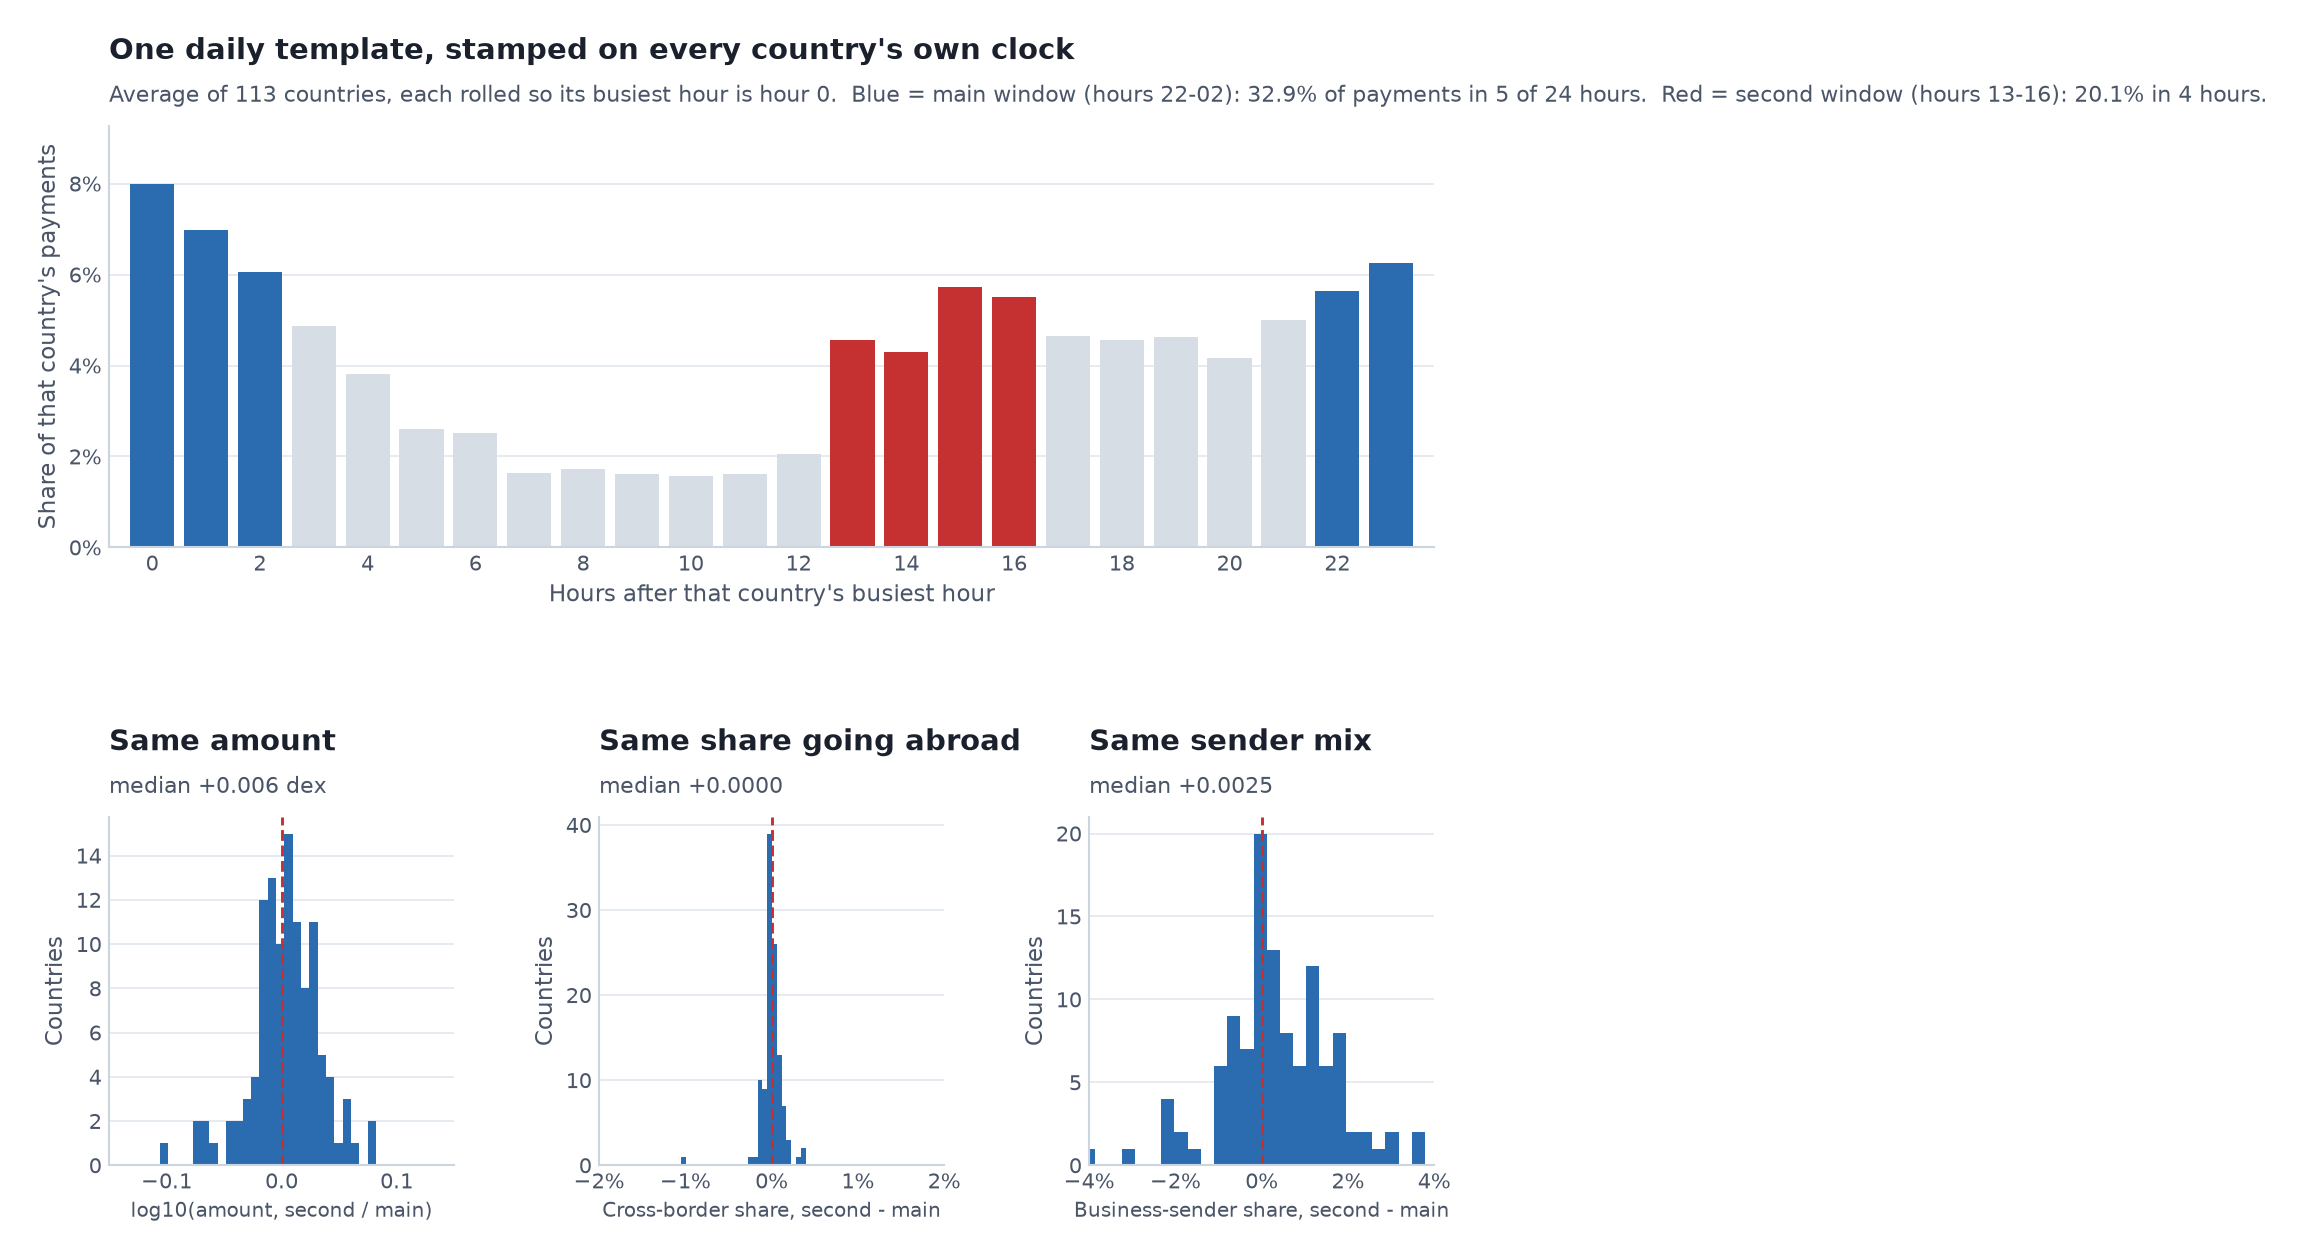 One daily template, stamped on every country's own clock
Average of 113 countries, each rolled so its busiest hour is hour 0.  Blue = main window (hours 22-02): 32.9% of payments in 5 of 24 hours.  Red = second window (hours 13-16): 20.1% in 4 hours.
Share of that country's payments
8%
6%
4%
2%
0%
0 2 4 6 8 10 12 14 16 18 20 22
Hours after that country's busiest hour
Same amount
median +0.006 dex
Countries
14
12
10
8
6
4
2
0
−0.1 0.0 0.1
log10(amount, second / main)
Same share going abroad
median +0.0000
Countries
40
30
20
10
0
−2% −1% 0% 1% 2%
Cross-border share, second - main
Same sender mix
median +0.0025
Countries
20
15
10
5
0
−4% −2% 0% 2% 4%
Business-sender share, second - main